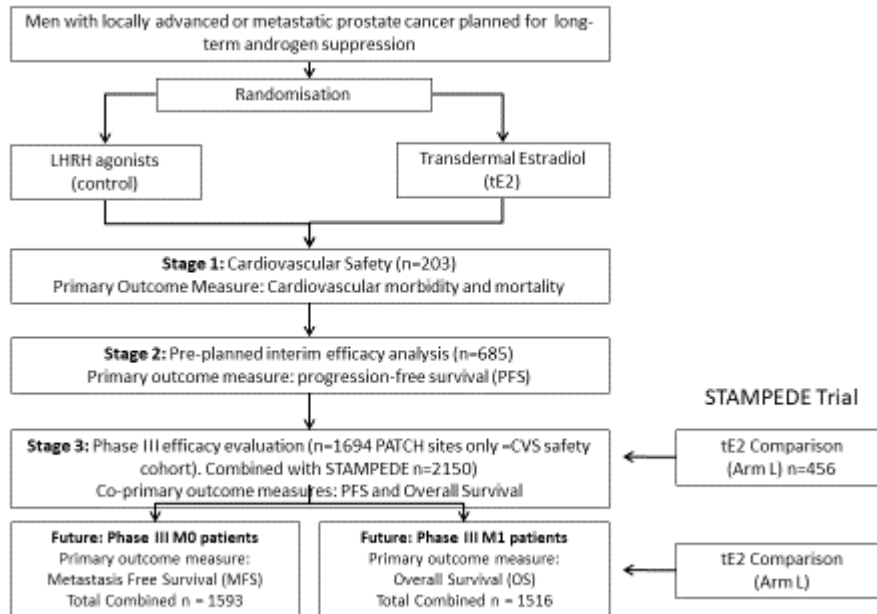 Men with locally advanced or metastatic prostate cancer planned for long-
term androgen suppression
Randomisation
LHRH agonists
(control)
Transdermal Estradiol
(tE2)
Stage 1: Cardiovascular Safety (n=203)
Primary Outcome Measure: Cardiovascular morbidity and mortality
Stage 2: Pre-planned interim efficacy analysis (n=685)
Primary outcome measure: progression-free survival (PFS)
STAMPEDE Trial
Stage 3: Phase III efficacy evaluation (n=1694 PATCH sites only =CVS safety
cohort). Combined with STAMPEDE n=2150)
Co-primary outcome measures: PFS and Overall Survival
tE2 Comparison
(Arm L) n=456
Future: Phase III M0 patients
Primary outcome measure:
Metastasis Free Survival (MFS)
Total Combined n = 1593
Future: Phase III M1 patients
Primary outcome measure:
Overall Survival (OS)
Total Combined n = 1516
tE2 Comparison
(Arm L)